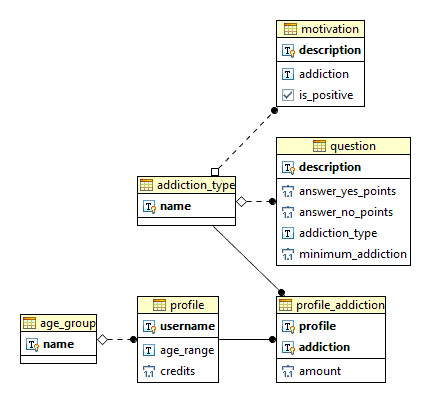 motivation
description
addiction
is_positive
question
description
answer_yes_points
answer_no_points
addiction_type
minimum_addiction
addiction_type
name
profile
username
age_range
credits
profile_addiction
profile
addiction
amount
age_group
name